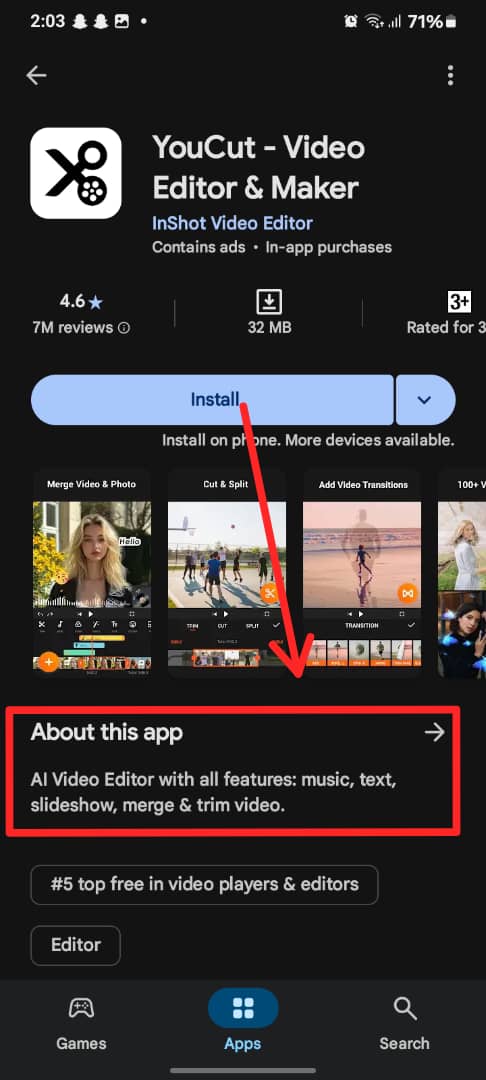 2:03
71%
YouCut - Video
Editor & Maker
InShot Video Editor
Contains ads • In-app purchases
4.6★
7M reviews
32 MB
3+
Rated for 3
Install
Install on phone. More devices available.
Merge Video & Photo
Cut & Split
Add Video Transitions
100+ V
Hello
TRIM CUT SPLIT
TRANSITION
About this app
AI Video Editor with all features: music, text,
slideshow, merge & trim video.
#5 top free in video players & editors
Editor
Games
Apps
Search